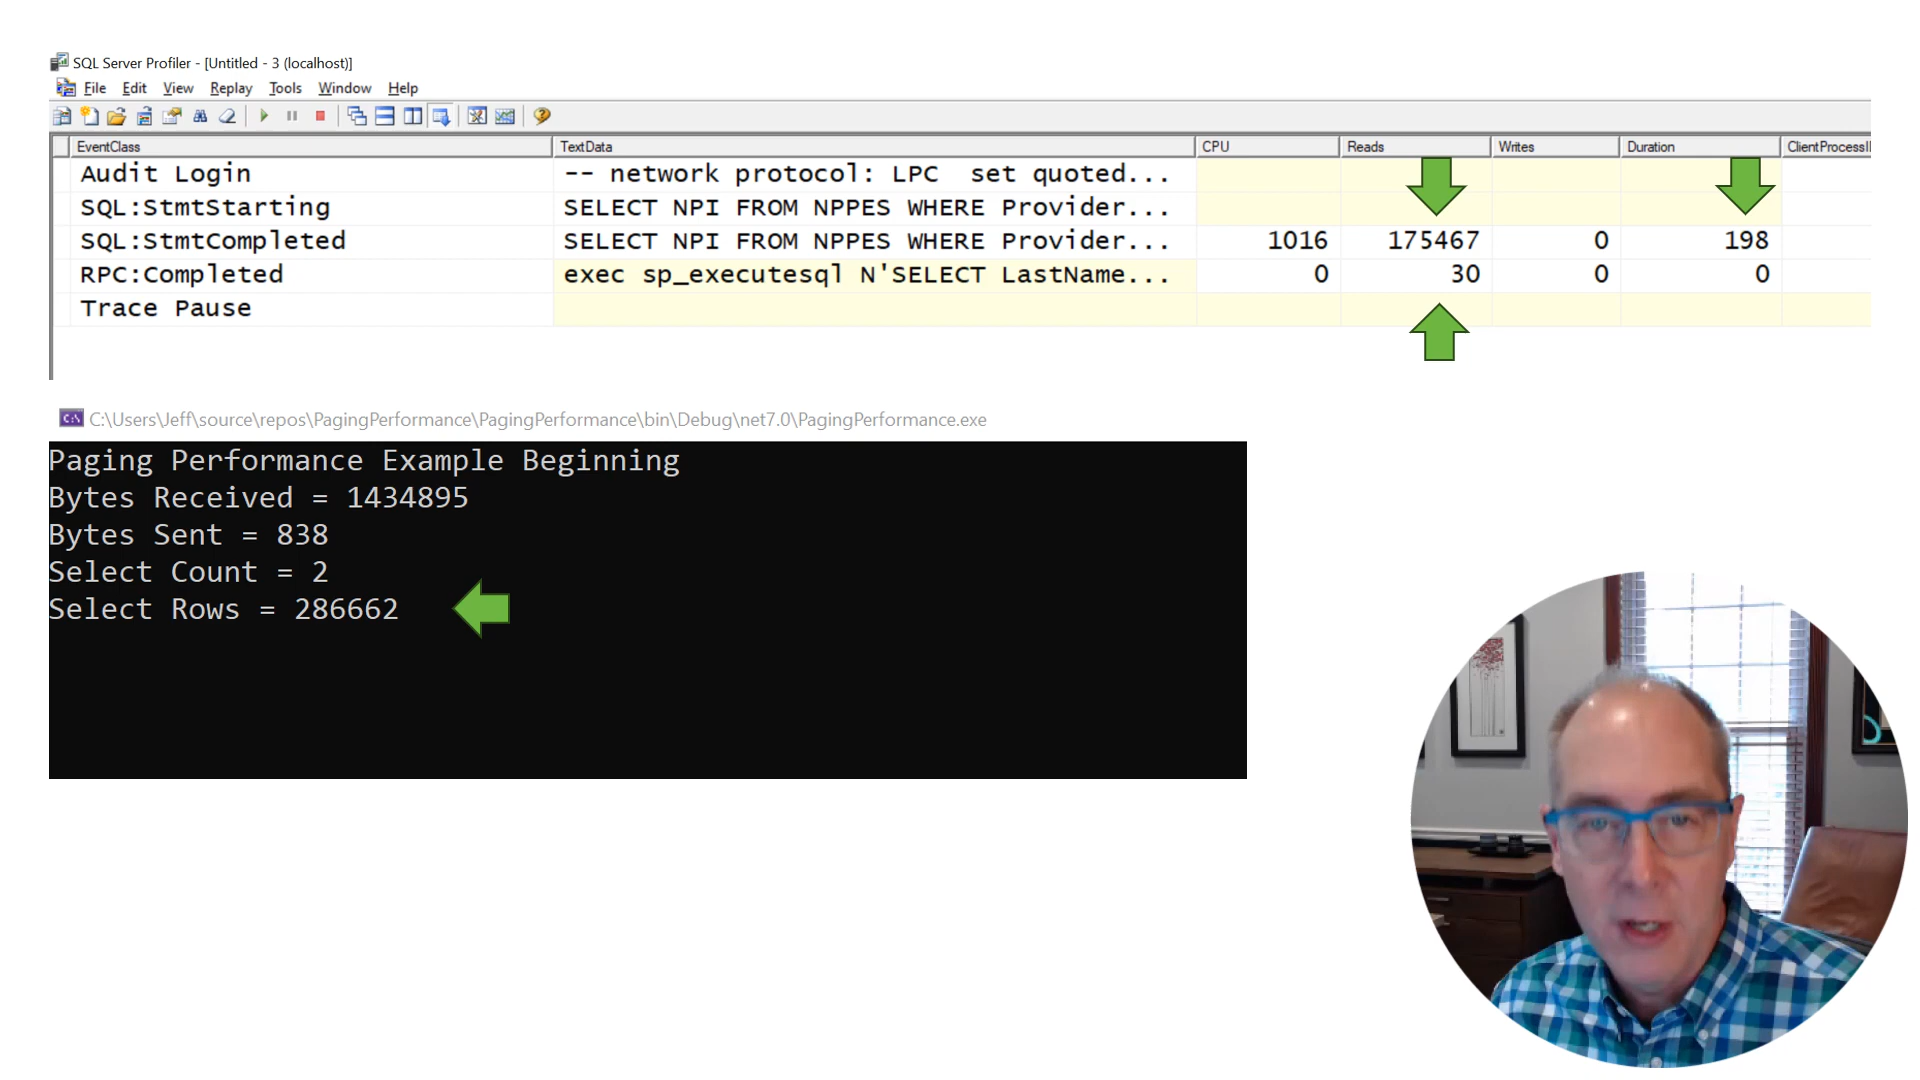 SQL Server Profiler - [Untitled - 3 (localhost)]
File Edit View Replay Tools Window Help
EventClass TextData CPU Reads Writes Duration ClientProcessI
Audit Login -- network protocol: LPC set quoted...
SQL:StmtStarting SELECT NPI FROM NPPES WHERE Provider...
SQL:StmtCompleted SELECT NPI FROM NPPES WHERE Provider... 1016 175467 0 198
RPC:Completed exec sp_executesql N'SELECT LastName... 0 30 0 0
Trace Pause
C:\Users\Jeff\source\repos\PagingPerformance\PagingPerformance\bin\Debug\net7.0\PagingPerformance.exe
Paging Performance Example Beginning
Bytes Received = 1434895
Bytes Sent = 838
Select Count = 2
Select Rows = 286662